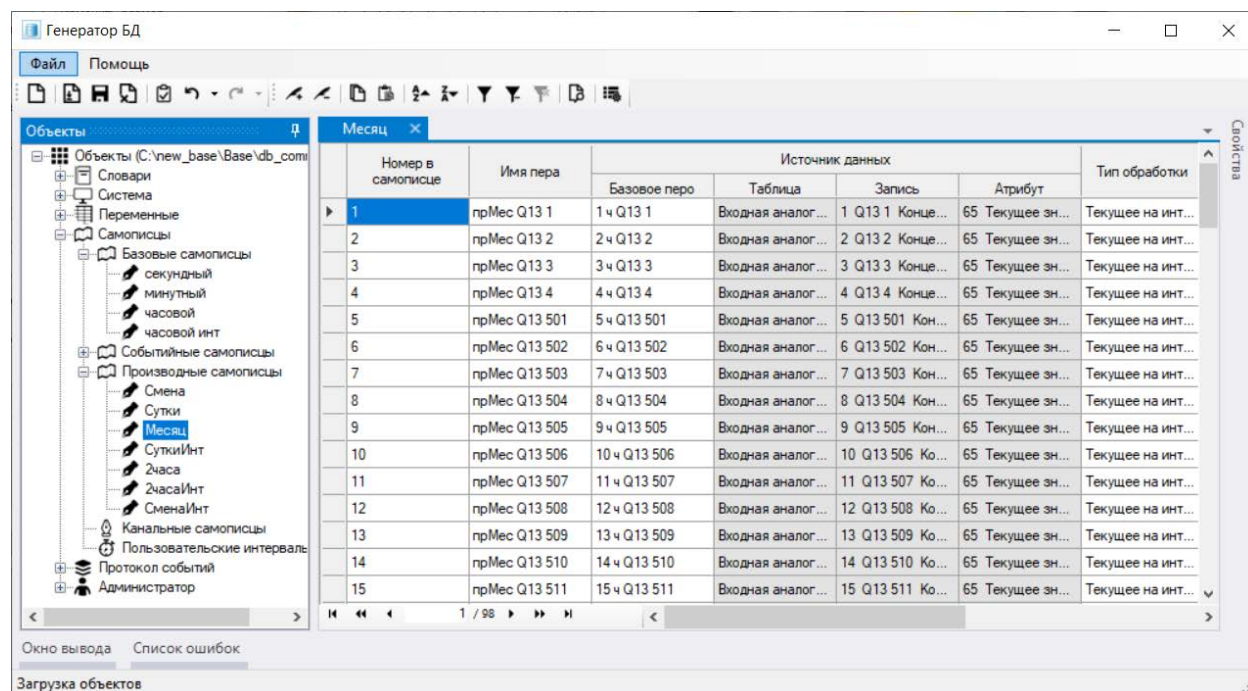 Генератор БД
Файл Помощь
Объекты
Объекты (C:\new_base\Base\db_comm
Словари
Система
Переменные
Самописцы
Базовые самописцы
секундный
минутный
часовой
часовой инт
Событийные самописцы
Производные самописцы
Смена
Сутки
Месяц
СуткиИнт
2часа
2часаИнт
СменаИнт
Канальные самописцы
Пользовательские интерваль
Протокол событий
Администратор
Месяц
Номер в самописце Имя пера Источник данных Тип обработки
Базовое перо Таблица Запись Атрибут
1 прМес Q13 1 1 ч Q13 1 Входная аналог... 1 Q13 1 Конце... 65 Текущее зн... Текущее на инт...
2 прМес Q13 2 2 ч Q13 2 Входная аналог... 2 Q13 2 Конце... 65 Текущее зн... Текущее на инт...
3 прМес Q13 3 3 ч Q13 3 Входная аналог... 3 Q13 3 Конце... 65 Текущее зн... Текущее на инт...
4 прМес Q13 4 4 ч Q13 4 Входная аналог... 4 Q13 4 Конце... 65 Текущее зн... Текущее на инт...
5 прМес Q13 501 5 ч Q13 501 Входная аналог... 5 Q13 501 Кон... 65 Текущее зн... Текущее на инт...
6 прМес Q13 502 6 ч Q13 502 Входная аналог... 6 Q13 502 Кон... 65 Текущее зн... Текущее на инт...
7 прМес Q13 503 7 ч Q13 503 Входная аналог... 7 Q13 503 Кон... 65 Текущее зн... Текущее на инт...
8 прМес Q13 504 8 ч Q13 504 Входная аналог... 8 Q13 504 Кон... 65 Текущее зн... Текущее на инт...
9 прМес Q13 505 9 ч Q13 505 Входная аналог... 9 Q13 505 Кон... 65 Текущее зн... Текущее на инт...
10 прМес Q13 506 10 ч Q13 506 Входная аналог... 10 Q13 506 Ко... 65 Текущее зн... Текущее на инт...
11 прМес Q13 507 11 ч Q13 507 Входная аналог... 11 Q13 507 Ко... 65 Текущее зн... Текущее на инт...
12 прМес Q13 508 12 ч Q13 508 Входная аналог... 12 Q13 508 Ко... 65 Текущее зн... Текущее на инт...
13 прМес Q13 509 13 ч Q13 509 Входная аналог... 13 Q13 509 Ко... 65 Текущее зн... Текущее на инт...
14 прМес Q13 510 14 ч Q13 510 Входная аналог... 14 Q13 510 Ко... 65 Текущее зн... Текущее на инт...
15 прМес Q13 511 15 ч Q13 511 Входная аналог... 15 Q13 511 Ко... 65 Текущее зн... Текущее на инт...
1 / 98
Свойства
Окно вывода Список ошибок
Загрузка объектов